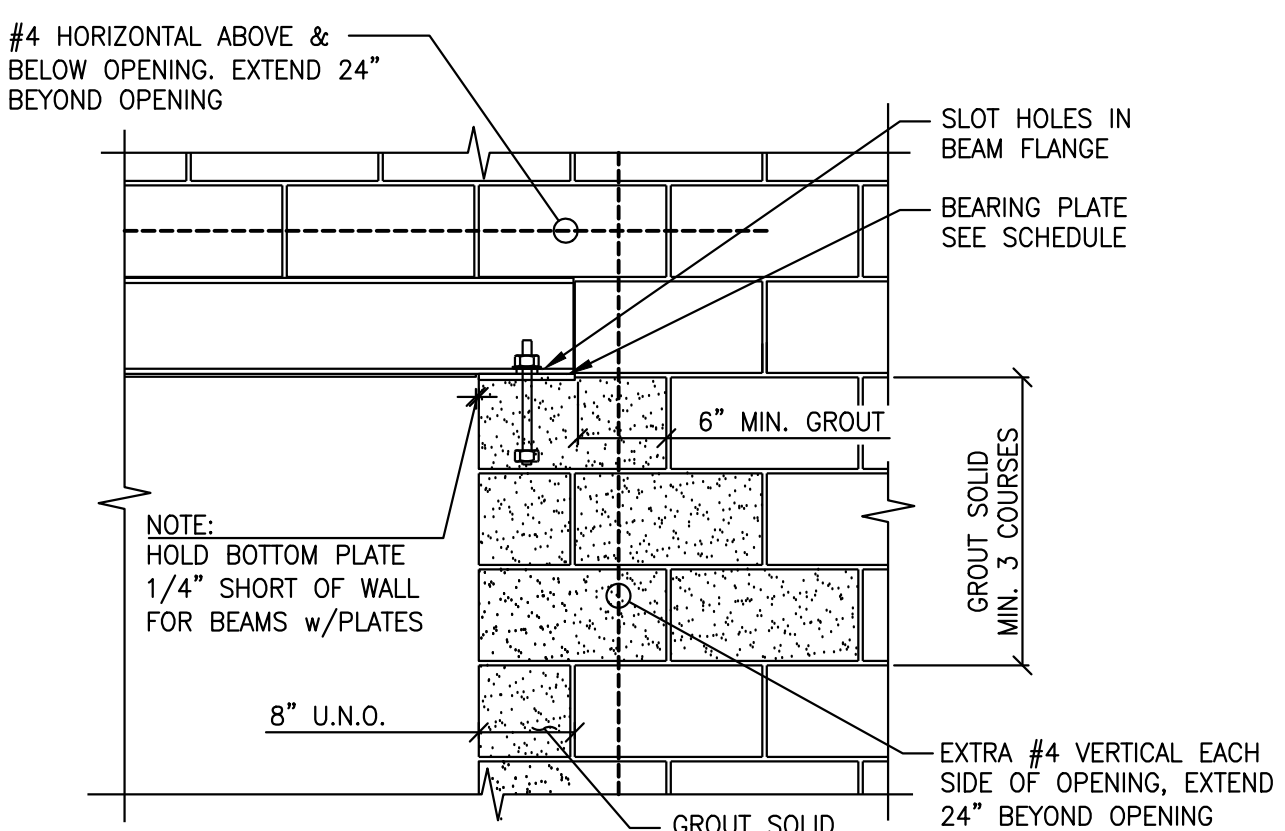 #4 HORIZONTAL ABOVE &
BELOW OPENING. EXTEND 24"
BEYOND OPENING
SLOT HOLES IN
BEAM FLANGE
BEARING PLATE
SEE SCHEDULE
6" MIN. GROUT
GROUT SOLID
MIN. 3 COURSES
NOTE:
HOLD BOTTOM PLATE
1/4" SHORT OF WALL
FOR BEAMS w/PLATES
8" U.N.O.
EXTRA #4 VERTICAL EACH
SIDE OF OPENING, EXTEND
24" BEYOND OPENING
GROUT SOLID